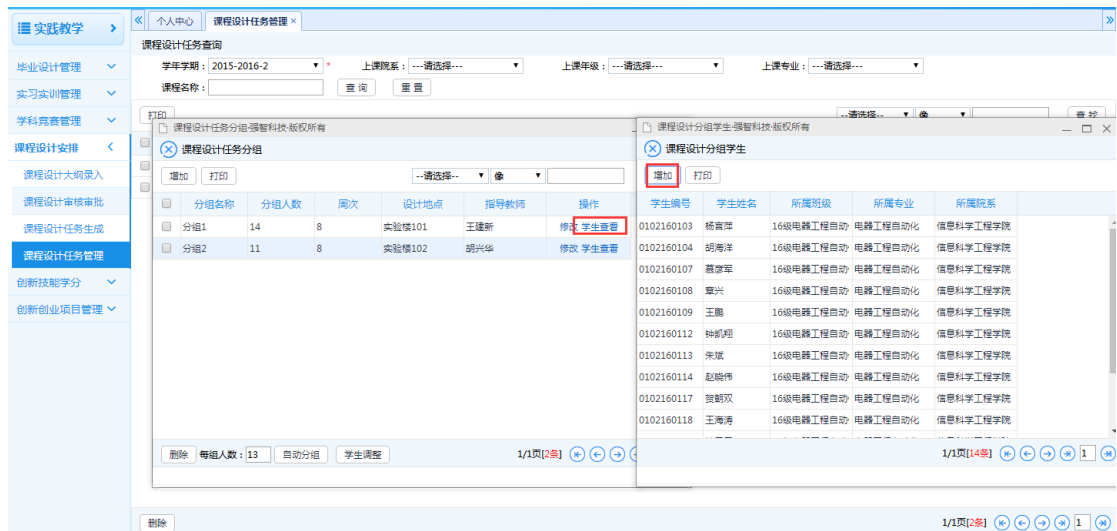 实践教学
个人中心 课程设计任务管理 ×
课程设计任务查询
毕业设计管理
实习实训管理
学科竞赛管理
课程设计安排
课程设计大纲录入
课程设计审核审批
课程设计任务生成
课程设计任务管理
创新技能学分
创新创业项目管理
学年学期：2015-2016-2 * 上课院系：---请选择--- 上课年级：---请选择--- 上课专业：---请选择---
课程名称： 查 询 重 置
打印 --请选择-- 像 查 找
课程设计任务分组-强智科技-版权所有
课程设计任务分组
增加 打印 --请选择-- 像
分组名称 分组人数 周次 设计地点 指导教师 操作
分组1 14 8 实验楼101 王建新 修改 学生查看
分组2 11 8 实验楼102 胡兴华 修改 学生查看
删除 每组人数：13 自动分组 学生调整 1/1页[2条]
课程设计分组学生-强智科技-版权所有
课程设计分组学生
增加 打印
学生编号 学生姓名 所属班级 所属专业 所属院系
0102160103 杨喜萍 16级电器工程自动 电器工程自动化 信息科学工程学院
0102160104 胡海洋 16级电器工程自动 电器工程自动化 信息科学工程学院
0102160107 慕彦军 16级电器工程自动 电器工程自动化 信息科学工程学院
0102160108 章兴 16级电器工程自动 电器工程自动化 信息科学工程学院
0102160109 王鹏 16级电器工程自动 电器工程自动化 信息科学工程学院
0102160112 钟凯翔 16级电器工程自动 电器工程自动化 信息科学工程学院
0102160113 朱斌 16级电器工程自动 电器工程自动化 信息科学工程学院
0102160114 赵晓伟 16级电器工程自动 电器工程自动化 信息科学工程学院
0102160117 贺朝双 16级电器工程自动 电器工程自动化 信息科学工程学院
0102160118 王海涛 16级电器工程自动 电器工程自动化 信息科学工程学院
1/1页[14条] 1
删除 1/1页[2条] 1